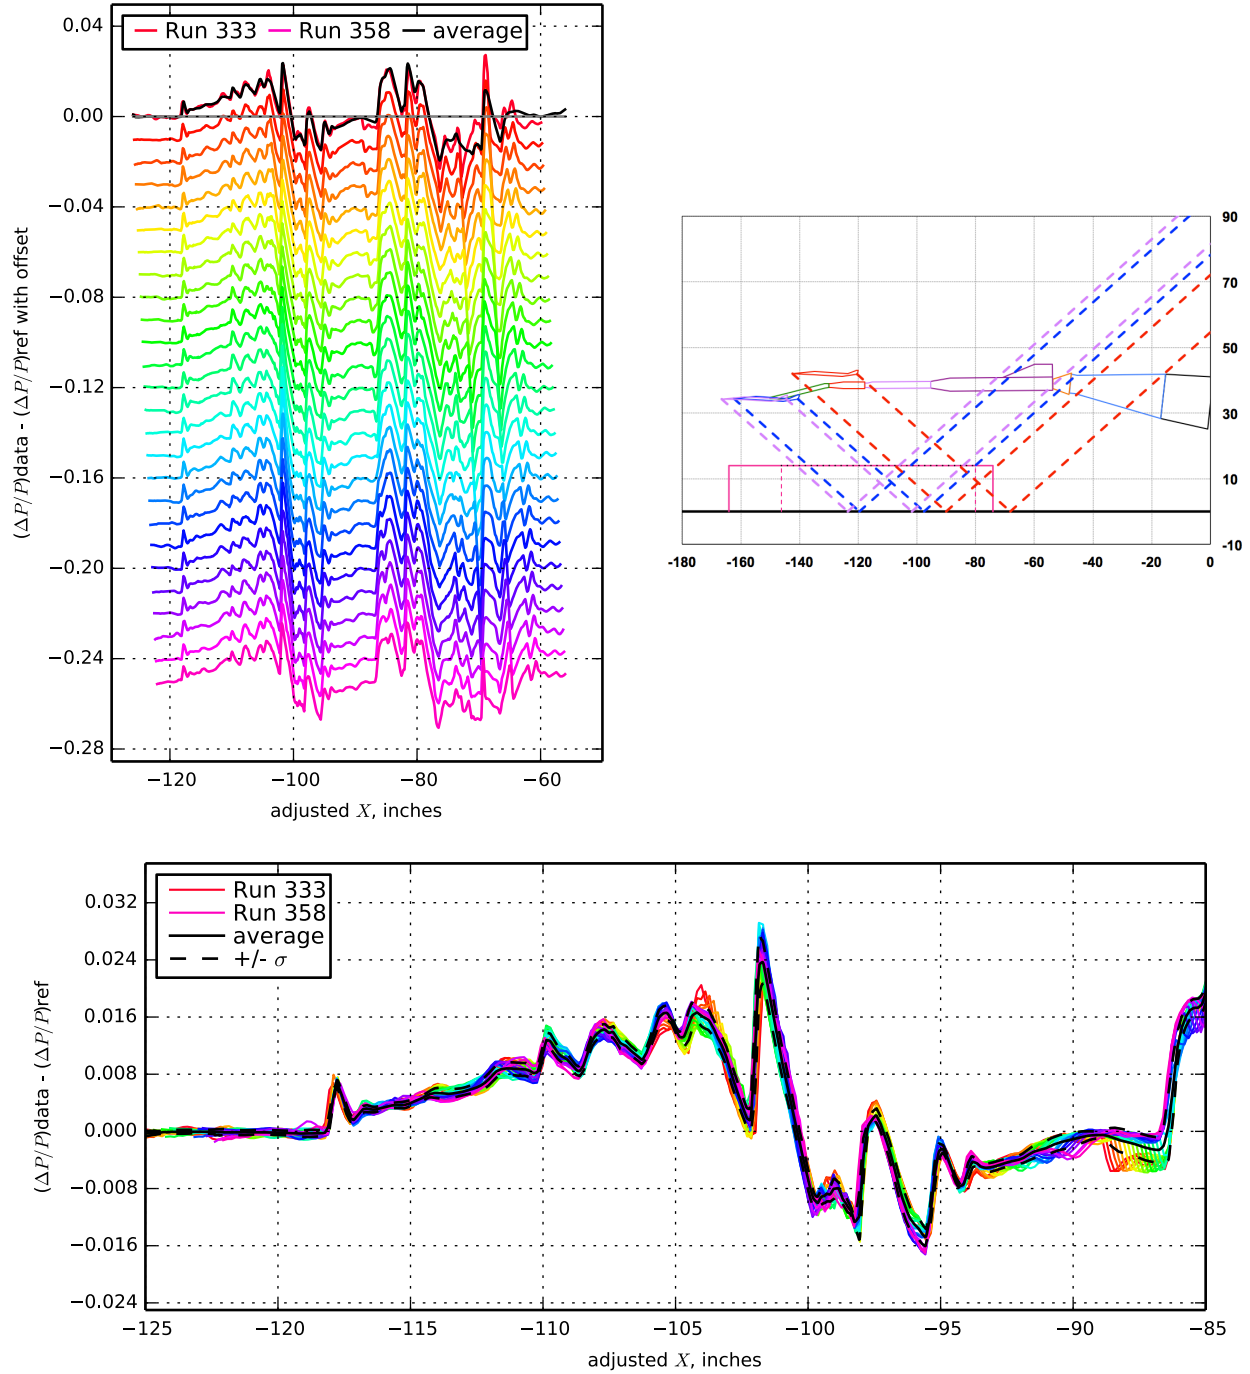 Run 333 Run 358 average
0.04
0.00
−0.04
−0.08
−0.12
−0.16
−0.20
−0.24
−0.28
(ΔP/P)data - (ΔP/P)ref with offset
−120 −100 −80 −60
adjusted X, inches
90
70
50
30
10
-10
-180 -160 -140 -120 -100 -80 -60 -40 -20 0
Run 333
Run 358
average
+/- σ
0.032
0.024
0.016
0.008
0.000
−0.008
−0.016
−0.024
(ΔP/P)data - (ΔP/P)ref
−125 −120 −115 −110 −105 −100 −95 −90 −85
adjusted X, inches